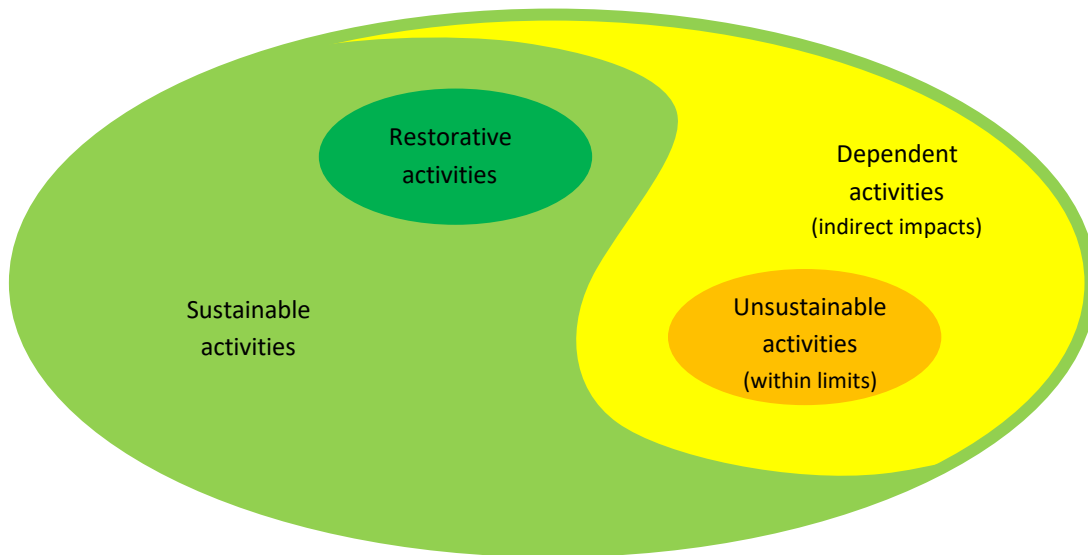 Restorative
activities
Dependent
activities
(indirect impacts)
Sustainable
activities
Unsustainable
activities
(within limits)